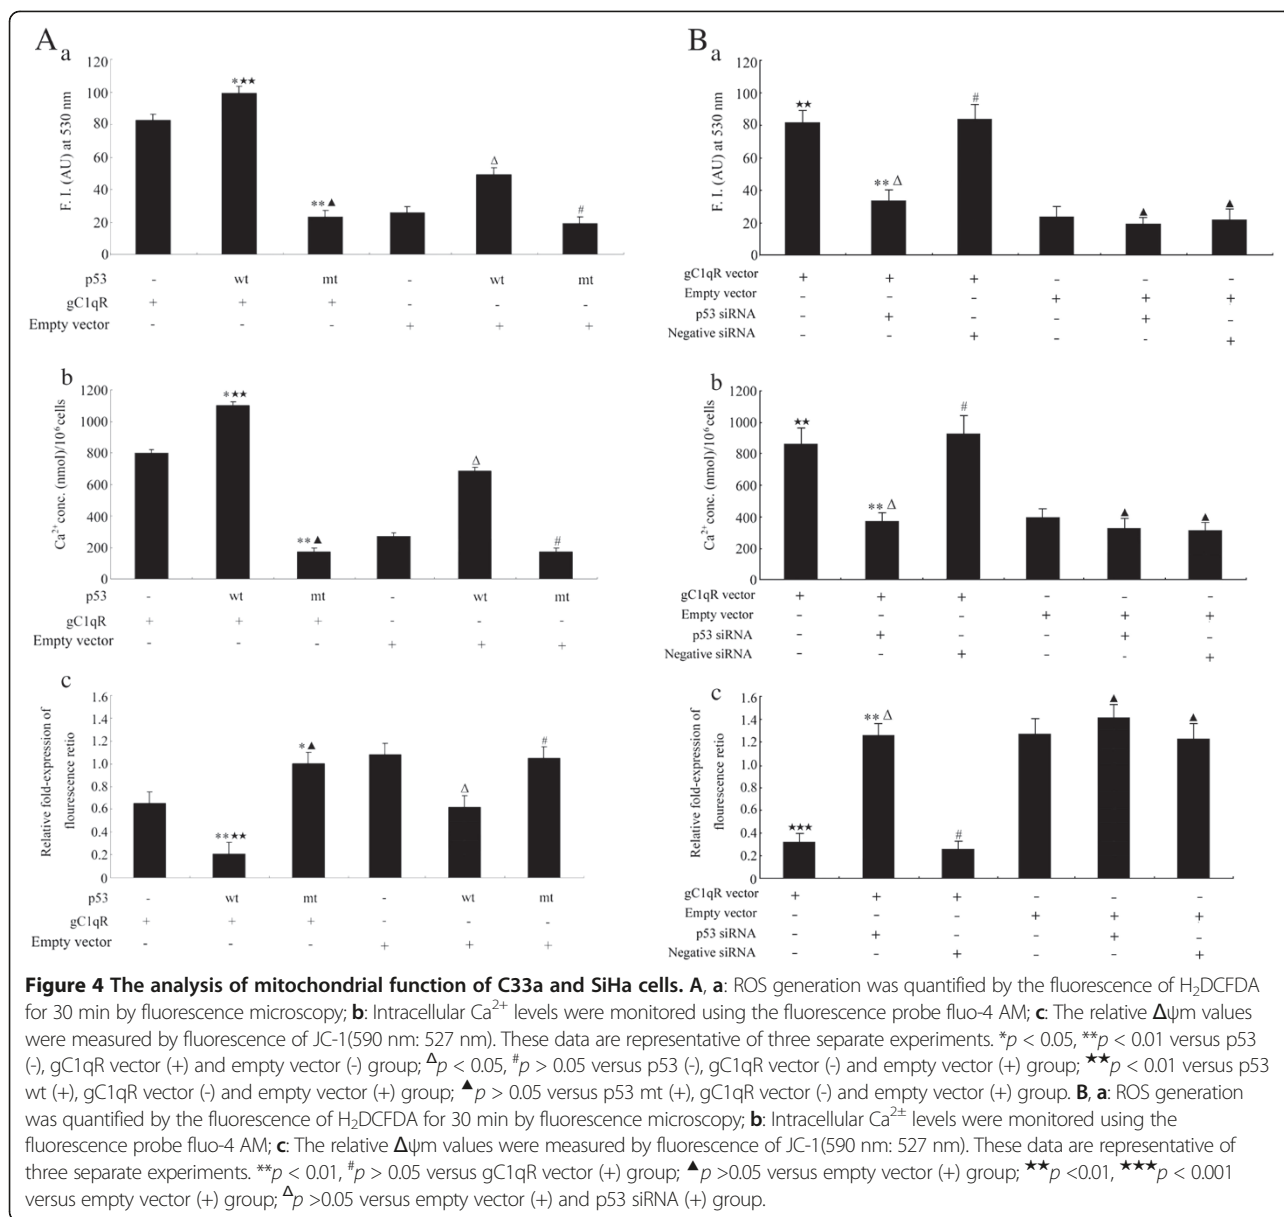 A
a
F. I. (AU) at 530 nm
120
100
80
60
40
20
0
*★★
**▲
Δ
#
p53 - wt mt - wt mt
gC1qR + + + - - -
Empty vector - - - + + +
b
Ca²⁺ conc. (nmol)/10⁶ cells
1200
1000
800
600
400
200
0
*★★
**▲
Δ
#
p53 - wt mt - wt mt
gC1qR + + + - - -
Empty vector - - - + + +
c
Relative fold-expression of
flourescence ratio
1.6
1.4
1.2
1.0
0.8
0.6
0.4
0.2
0
**★★
*▲
Δ
#
p53 - wt mt - wt mt
gC1qR + + + - - -
Empty vector - - - + + +
B
a
F. I. (AU) at 530 nm
120
100
80
60
40
20
0
★★
** Δ
#
▲
▲
gC1qR vector + + + - - -
Empty vector - - - + + +
p53 siRNA - + - - + -
Negative siRNA - - + - - +
b
Ca²⁺ conc. (nmol)/10⁶ cells
1200
1000
800
600
400
200
0
★★
** Δ
#
▲
▲
gC1qR vector + + + - - -
Empty vector - - - + + +
p53 siRNA - + - - + -
Negative siRNA - - + - - +
c
Relative fold-expression of
flourescence ratio
1.6
1.4
1.2
1.0
0.8
0.6
0.4
0.2
0
★★★
** Δ
#
▲
▲
gC1qR vector + + + - - -
Empty vector - - - + + +
p53 siRNA - + - - + -
Negative siRNA - - + - - +
Figure 4 The analysis of mitochondrial function of C33a and SiHa cells. A, a: ROS generation was quantified by the fluorescence of H₂DCFDA
for 30 min by fluorescence microscopy; b: Intracellular Ca²⁺ levels were monitored using the fluorescence probe fluo-4 AM; c: The relative Δψm values
were measured by fluorescence of JC-1(590 nm: 527 nm). These data are representative of three separate experiments. *p < 0.05, **p < 0.01 versus p53
(-), gC1qR vector (+) and empty vector (-) group; Δp < 0.05, #p > 0.05 versus p53 (-), gC1qR vector (-) and empty vector (+) group; ★★p < 0.01 versus p53
wt (+), gC1qR vector (-) and empty vector (+) group; ▲p > 0.05 versus p53 mt (+), gC1qR vector (-) and empty vector (+) group. B, a: ROS generation
was quantified by the fluorescence of H₂DCFDA for 30 min by fluorescence microscopy; b: Intracellular Ca²± levels were monitored using the
fluorescence probe fluo-4 AM; c: The relative Δψm values were measured by fluorescence of JC-1(590 nm: 527 nm). These data are representative of
three separate experiments. **p < 0.01, #p > 0.05 versus gC1qR vector (+) group; ▲p >0.05 versus empty vector (+) group; ★★p <0.01, ★★★p < 0.001
versus empty vector (+) group; Δp >0.05 versus empty vector (+) and p53 siRNA (+) group.